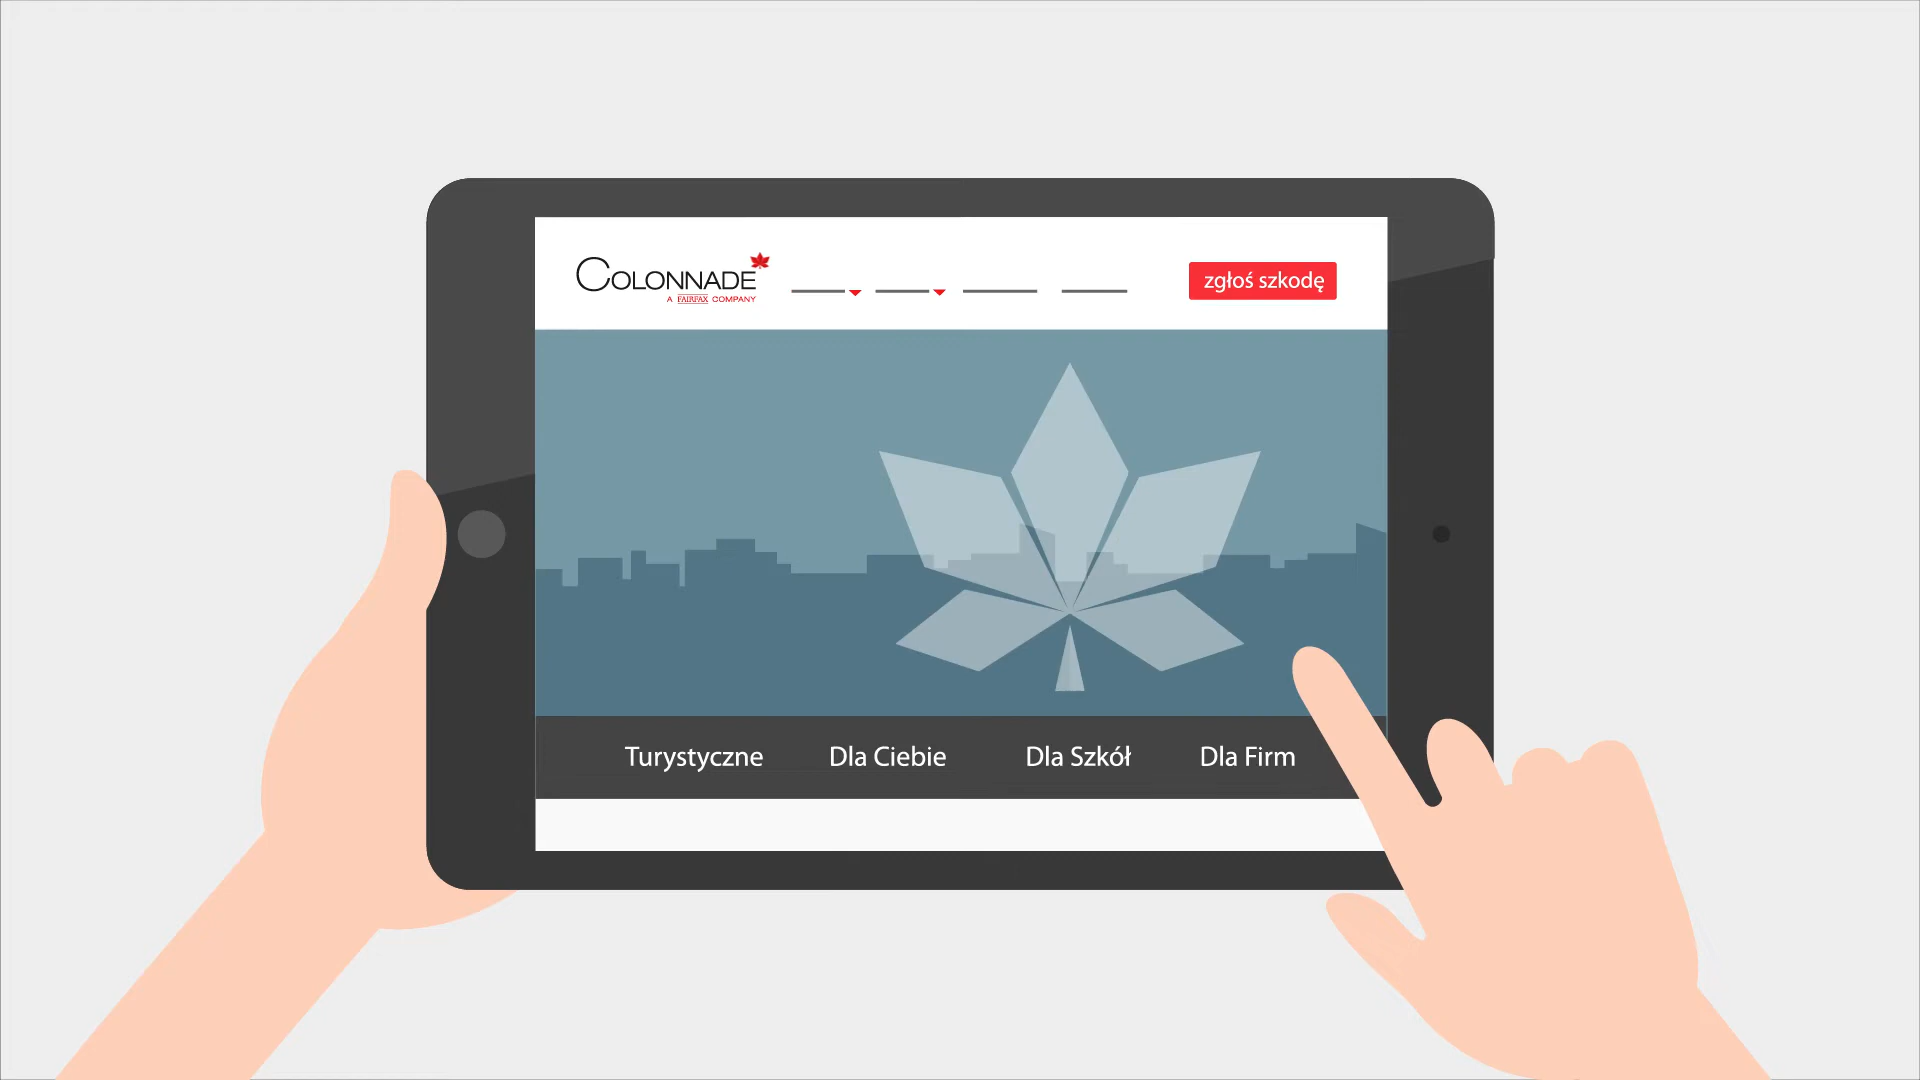 COLONNADE
A FAIRFAX COMPANY
zgłoś szkodę
Turystyczne
Dla Ciebie
Dla Szkół
Dla Firm